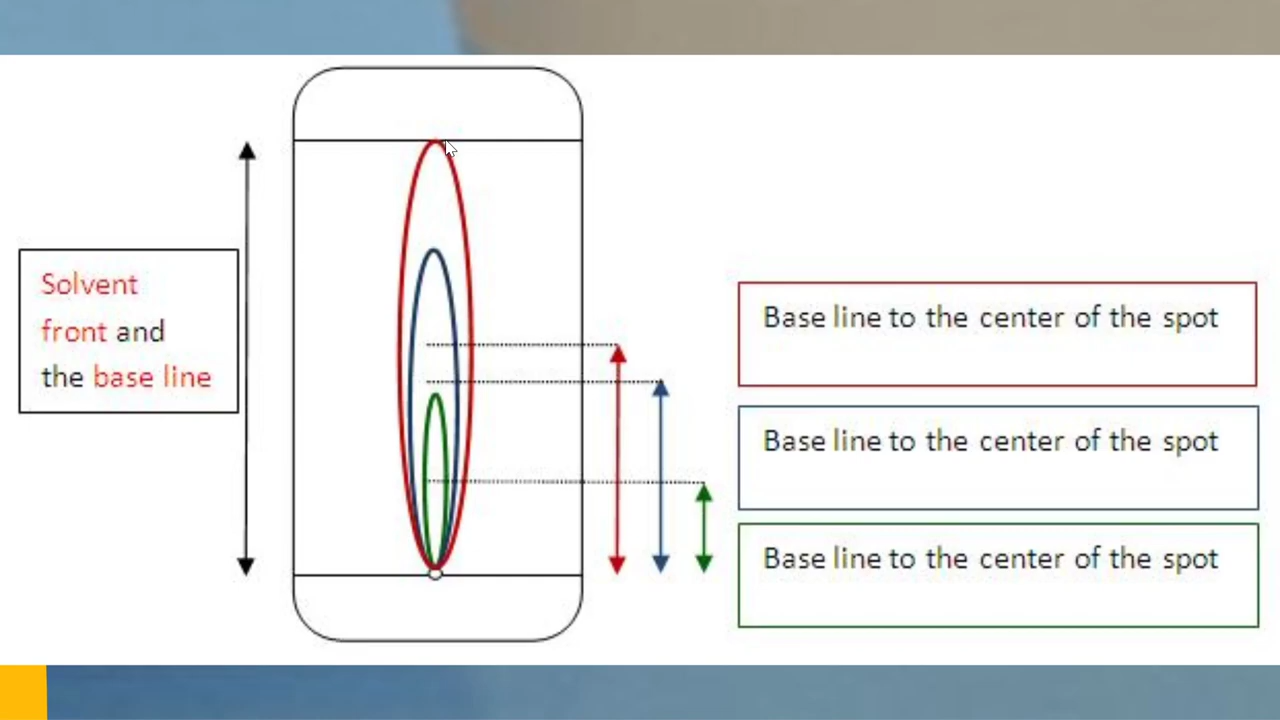 Solvent
front and
the base line
Base line to the center of the spot
Base line to the center of the spot
Base line to the center of the spot